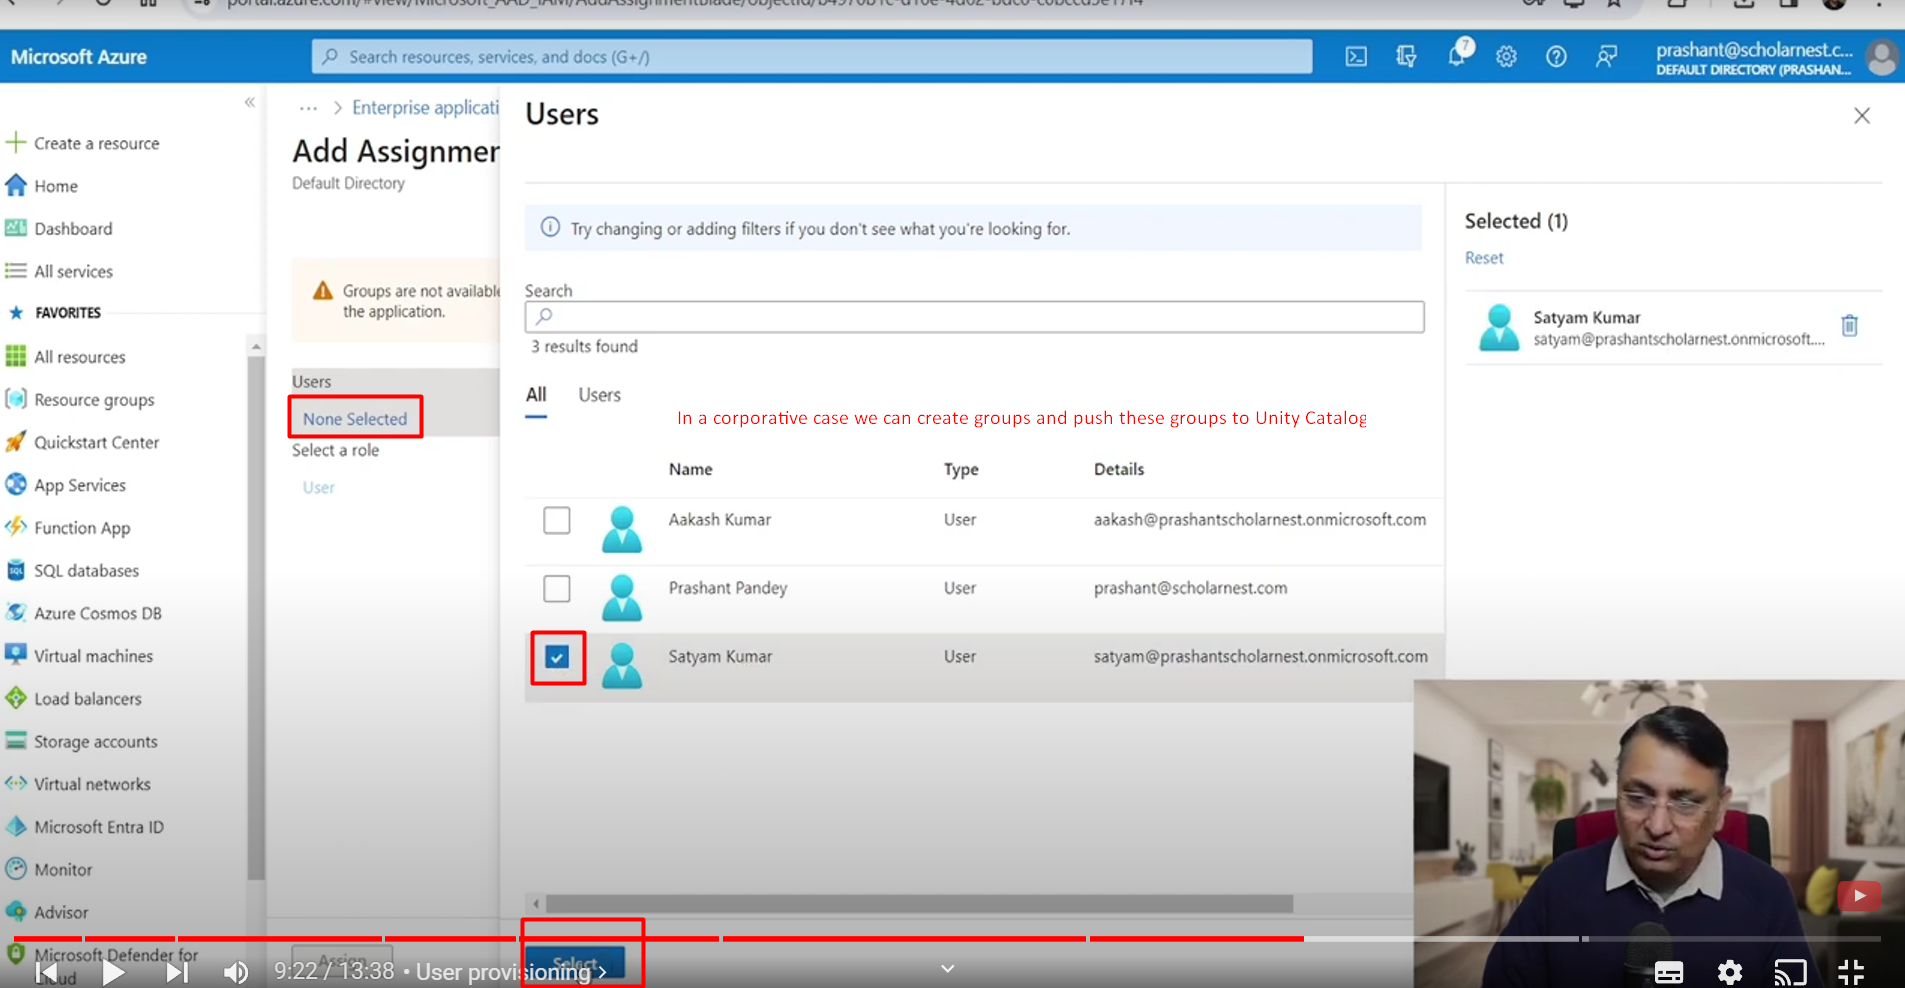 Microsoft Azure
Search resources, services, and docs (G+/)
7
prashant@scholarnest.c...
DEFAULT DIRECTORY (PRASHAN...
«
Create a resource
Home
Dashboard
All services
FAVORITES
All resources
Resource groups
Quickstart Center
App Services
Function App
SQL databases
Azure Cosmos DB
Virtual machines
Load balancers
Storage accounts
Virtual networks
Microsoft Entra ID
Monitor
Advisor
Microsoft Defender for
Cloud
... > Enterprise applicati
Add Assignmen
Default Directory
Groups are not available
the application.
Users
None Selected
Select a role
User
Assign
Users
Try changing or adding filters if you don't see what you're looking for.
Search
3 results found
All Users
In a corporative case we can create groups and push these groups to Unity Catalog
Name Type Details
Aakash Kumar User aakash@prashantscholarnest.onmicrosoft.com
Prashant Pandey User prashant@scholarnest.com
Satyam Kumar User satyam@prashantscholarnest.onmicrosoft.com
Select
Selected (1)
Reset
Satyam Kumar
satyam@prashantscholarnest.onmicrosoft....
9:22 / 13:38 • User provisioning >